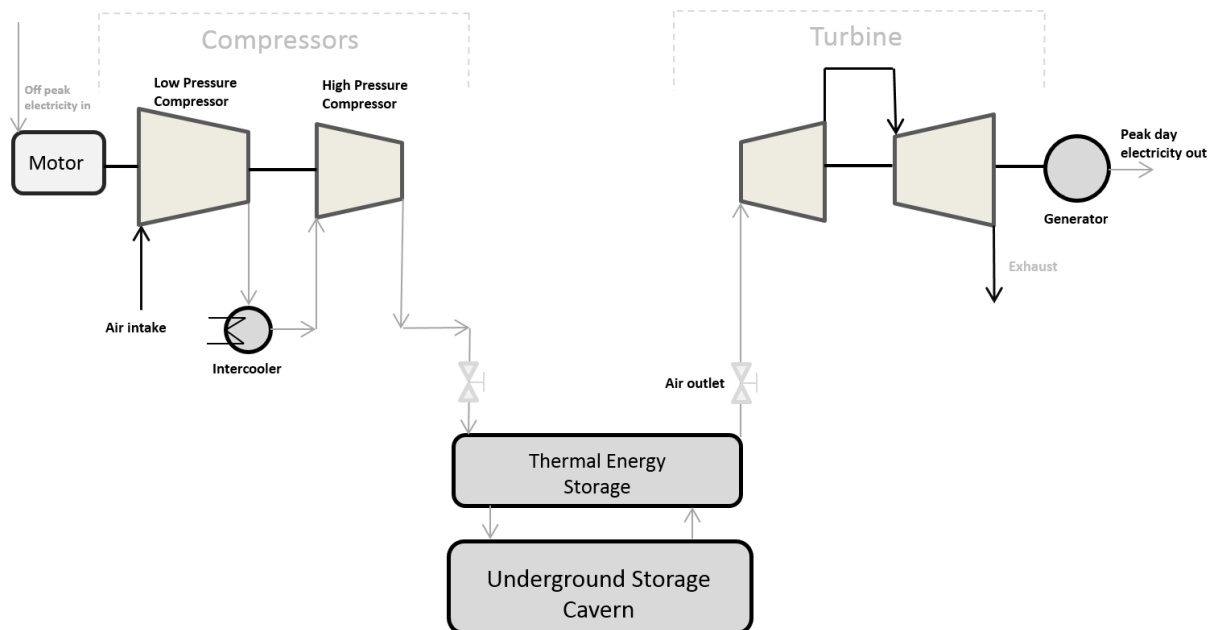 Compressors
Turbine
Off peak
electricity in
Low Pressure
Compressor
High Pressure
Compressor
Motor
Peak day
electricity out
Generator
Exhaust
Air intake
Intercooler
Air outlet
Thermal Energy
Storage
Underground Storage
Cavern